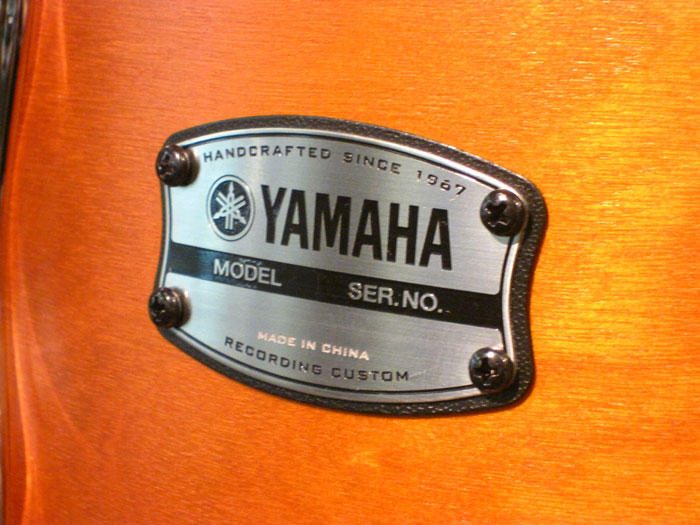 HANDCRAFTED SINCE 1967
YAMAHA
MODEL SER.NO.
MADE IN CHINA
RECORDING CUSTOM